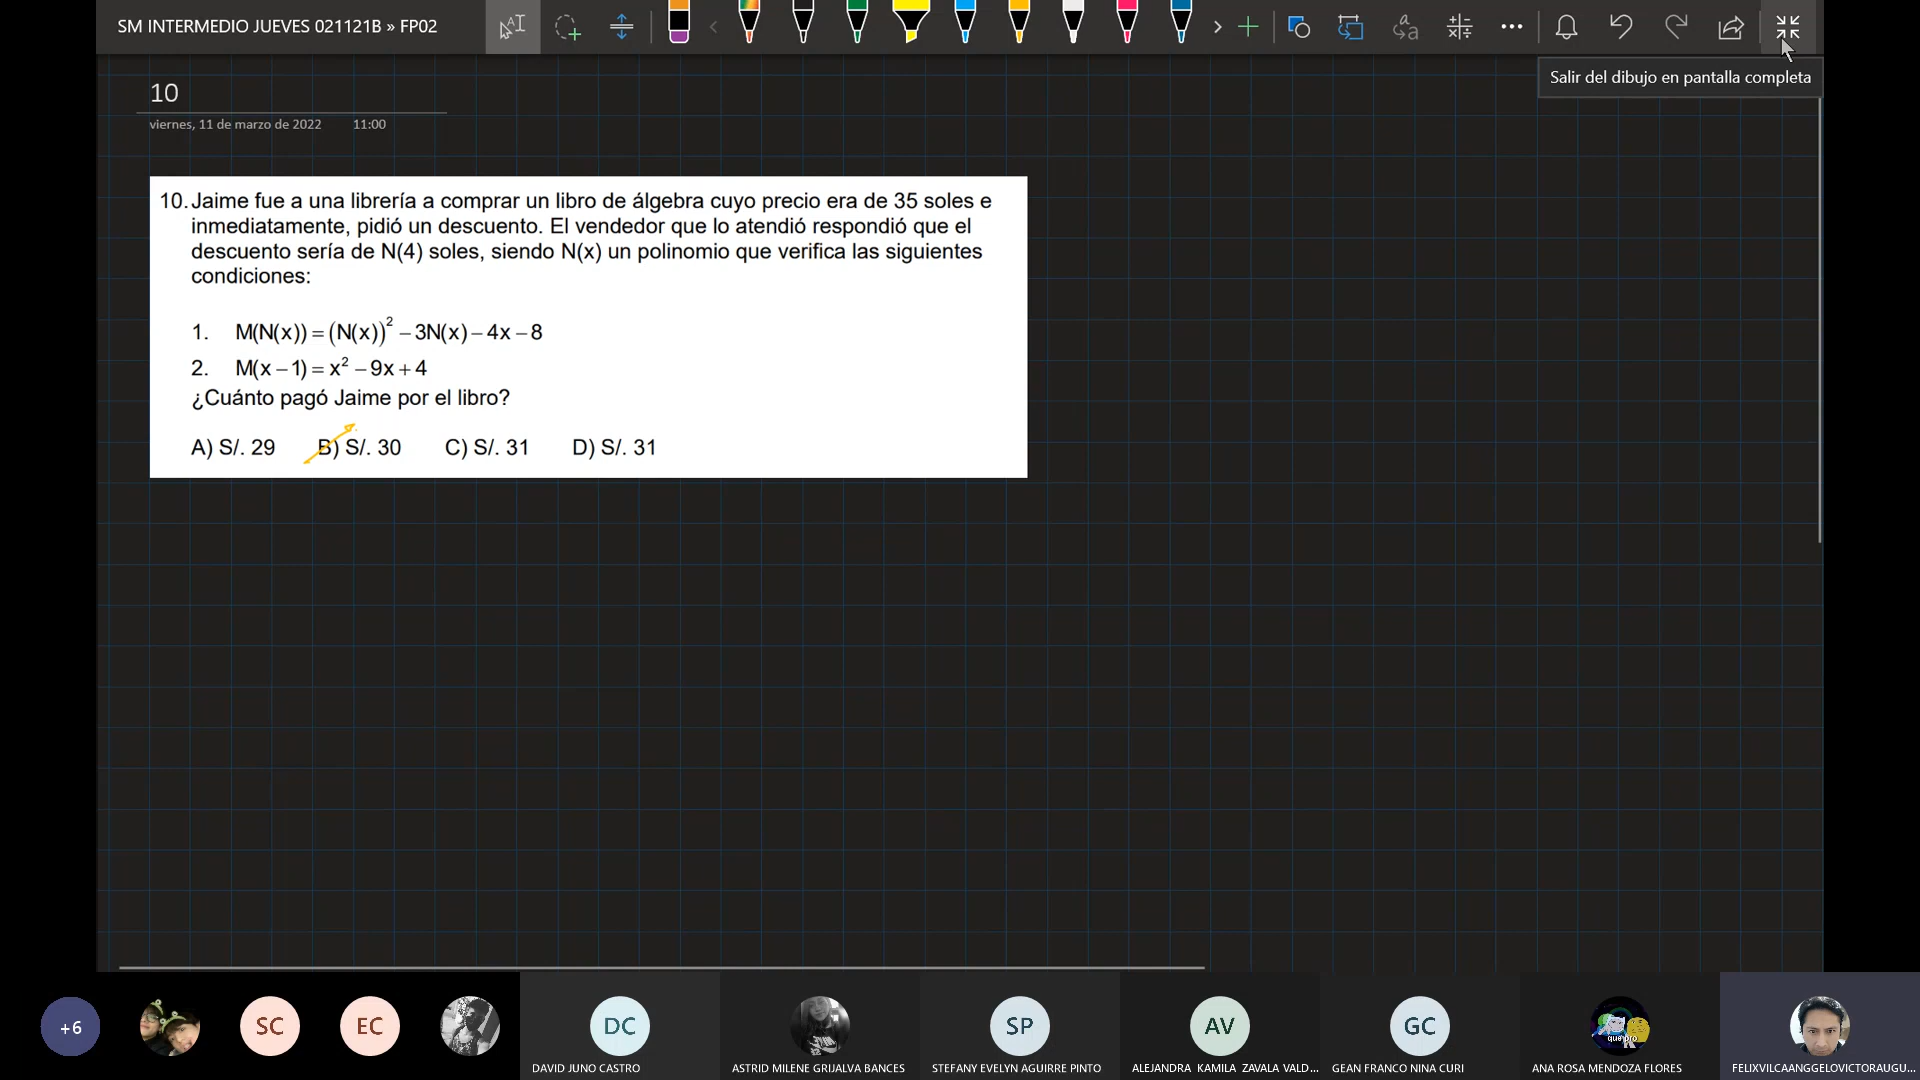 SM INTERMEDIO JUEVES 021121B » FP02
Salir del dibujo en pantalla completa
10
viernes, 11 de marzo de 2022 11:00
10. Jaime fue a una librería a comprar un libro de álgebra cuyo precio era de 35 soles e
inmediatamente, pidió un descuento. El vendedor que lo atendió respondió que el
descuento sería de N(4) soles, siendo N(x) un polinomio que verifica las siguientes
condiciones:
1. M(N(x)) = (N(x))² – 3N(x) – 4x – 8
2. M(x – 1) = x² – 9x + 4
¿Cuánto pagó Jaime por el libro?
A) S/. 29 B) S/. 30 C) S/. 31 D) S/. 31
+6 SC EC DC SP AV GC que pro
DAVID JUNO CASTRO ASTRID MILENE GRIJALVA BANCES STEFANY EVELYN AGUIRRE PINTO ALEJANDRA KAMILA ZAVALA VALD... GEAN FRANCO NINA CURI ANA ROSA MENDOZA FLORES FELIXVILCAANGGELOVICTORAUGU...